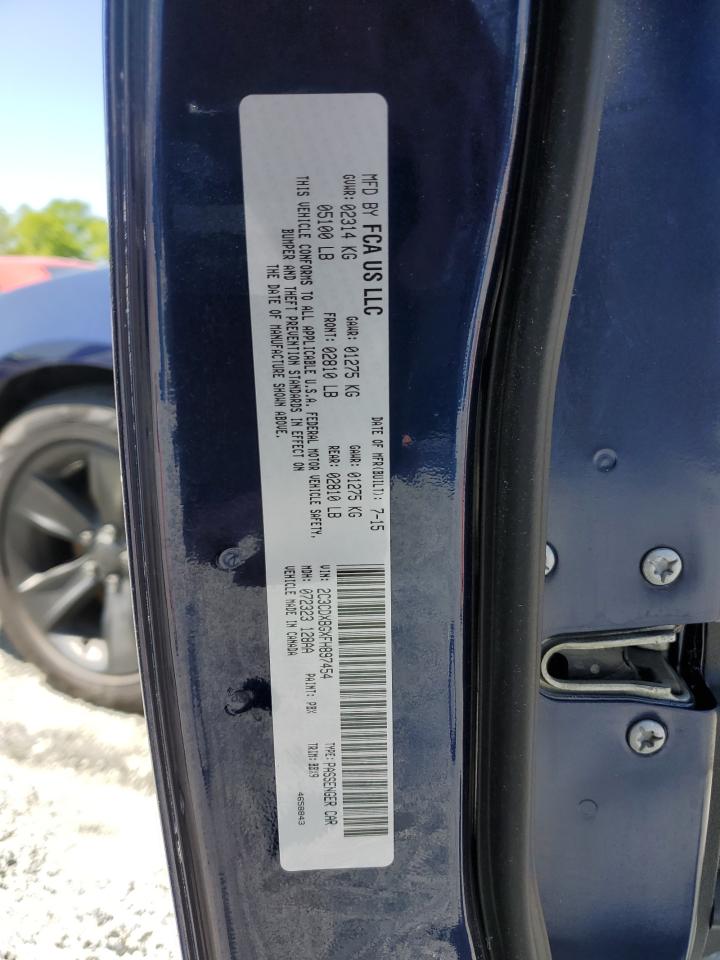 MFD BY FCA US LLC
DATE OF MFR(BUILT): 7-15
GVWR: 02314 KG
GAWR: 01275 KG
GAWR: 01275 KG
05100 LB
FRONT: 02810 LB
REAR: 02810 LB
THIS VEHICLE CONFORMS TO ALL APPLICABLE U.S.A. FEDERAL MOTOR VEHICLE SAFETY,
BUMPER AND THEFT PREVENTION STANDARDS IN EFFECT ON
THE DATE OF MANUFACTURE SHOWN ABOVE.
VIN: 2C3CDXBGXFH897454
TYPE: PASSENGER CAR
MDH: 072323 128AA
PAINT: PBX
TRIM: BBX9
VEHICLE MADE IN CANADA
4658843